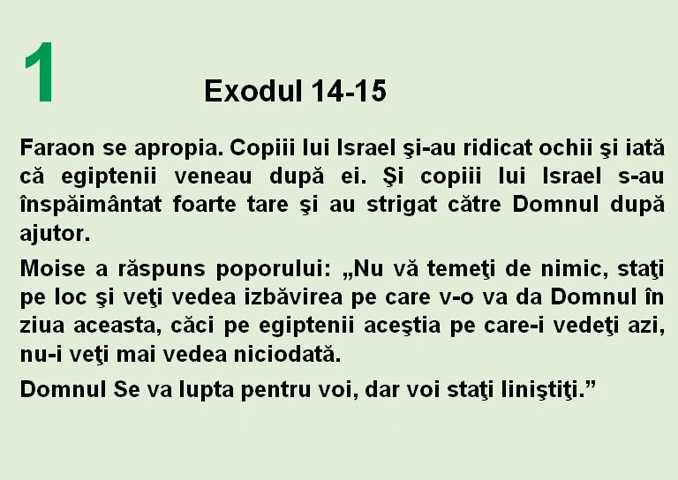 1
Exodul 14-15
Faraon se apropia. Copiii lui Israel şi-au ridicat ochii şi iată
că egiptenii veneau după ei. Şi copiii lui Israel s-au
înspăimântat foarte tare şi au strigat către Domnul după
ajutor.
Moise a răspuns poporului: „Nu vă temeţi de nimic, staţi
pe loc şi veţi vedea izbăvirea pe care v-o va da Domnul în
ziua aceasta, căci pe egiptenii aceştia pe care-i vedeţi azi,
nu-i veţi mai vedea niciodată.
Domnul Se va lupta pentru voi, dar voi staţi liniştiţi.”